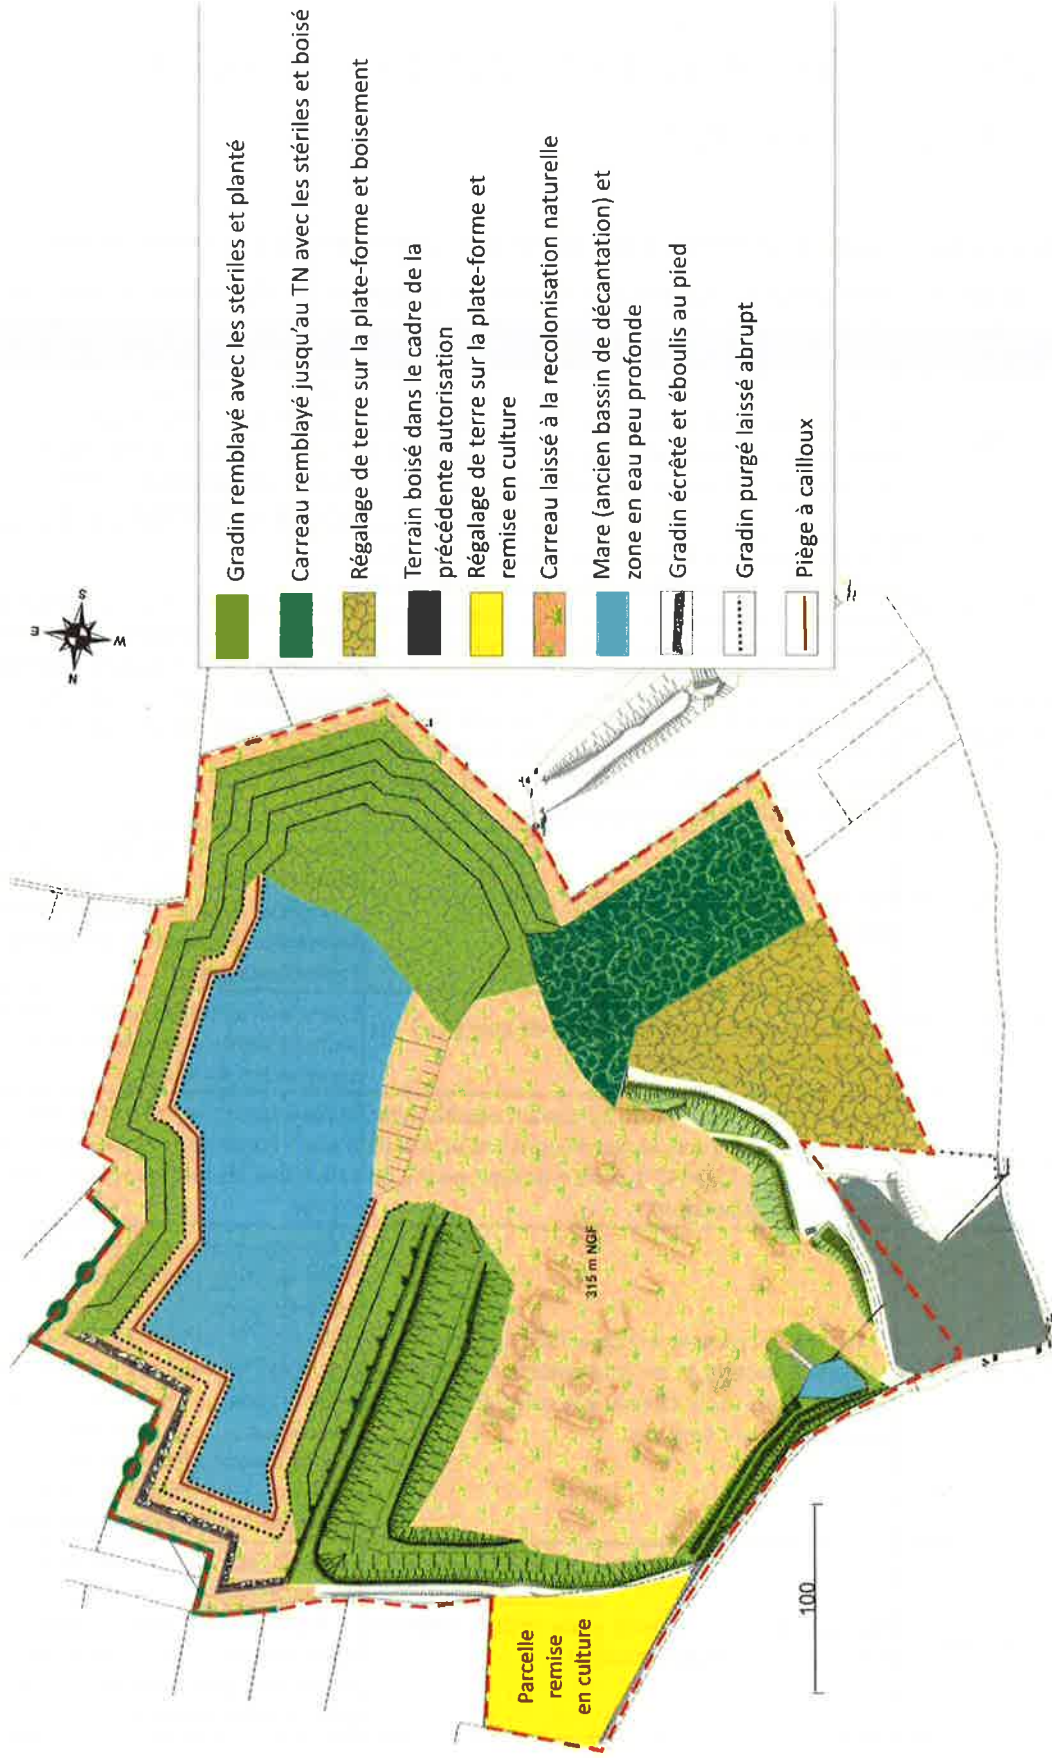 Gradin remblayé avec les stériles et planté
Carreau remblayé jusqu'au TN avec les stériles et boisé
Régalage de terre sur la plate-forme et boisement
Terrain boisé dans le cadre de la
précédente autorisation
Régalage de terre sur la plate-forme et
remise en culture
Carreau laissé à la recolonisation naturelle
Mare (ancien bassin de décantation) et
zone en eau peu profonde
Gradin écrêté et éboulis au pied
Gradin purgé laissé abrupt
Piège à cailloux
N
E
S
W
315 m NGF
Parcelle
remise
en culture
100